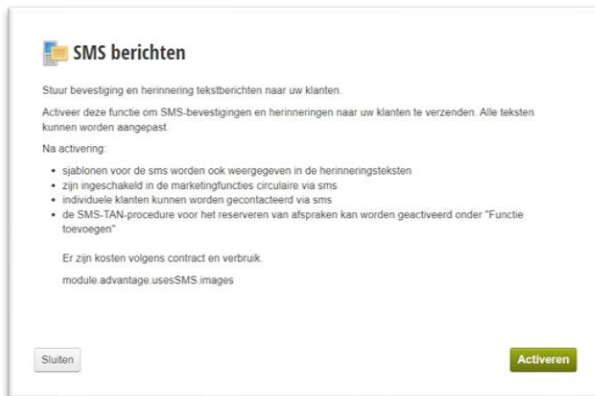 SMS berichten
Stuur bevestiging en herinnering tekstberichten naar uw klanten.
Activeer deze functie om SMS-bevestigingen en herinneringen naar uw klanten te verzenden. Alle teksten
kunnen worden aangepast.
Na activering:
• sjablonen voor de sms worden ook weergegeven in de herinneringsteksten
• zijn ingeschakeld in de marketingfuncties circulaire via sms
• individuele klanten kunnen worden gecontacteerd via sms
• de SMS-TAN-procedure voor het reserveren van afspraken kan worden geactiveerd onder "Functie
toevoegen"
Er zijn kosten volgens contract en verbruik.
module.advantage.usesSMS.images
Sluiten
Activeren